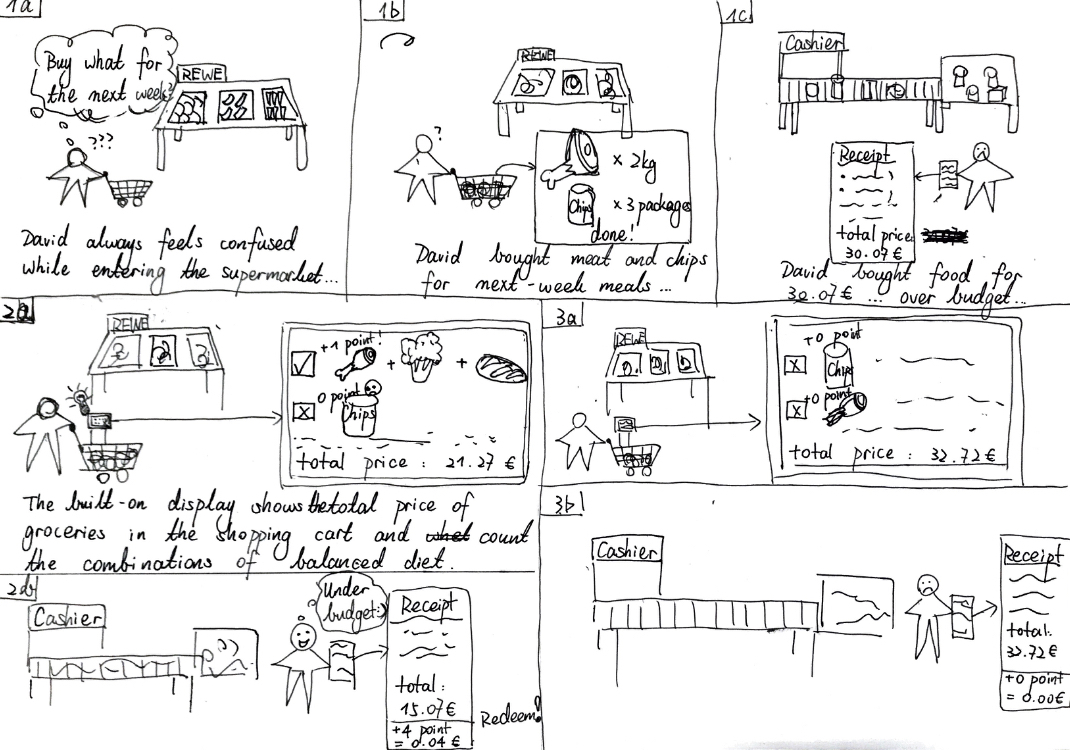 1a
Buy what for
the next week?
REWE
???
David always feels confused
while entering the supermarket...
1b
REWE
?
x 2kg
Chips
x 3 packages
done!
David bought meat and chips
for next-week meals...
1c
Cashier
Receipt
total price:
30.07€
David bought food for
30.07€ ... over budget...
2a
REWE
+1 point!
+
+
0 point
Chips
total price : 21.27 €
The built-on display shows the total price of
groceries in the shopping cart and what count
the combinations of balanced diet.
2b
Cashier
Under
budget:)
Receipt
total:
15.07€
+4 point
= 0.04 €
Redeem!
3a
REWE
+0 point
Chips
+0 point
total price : 32.72€
3b
Cashier
Receipt
total:
32.72€
+0 point
= 0.00€